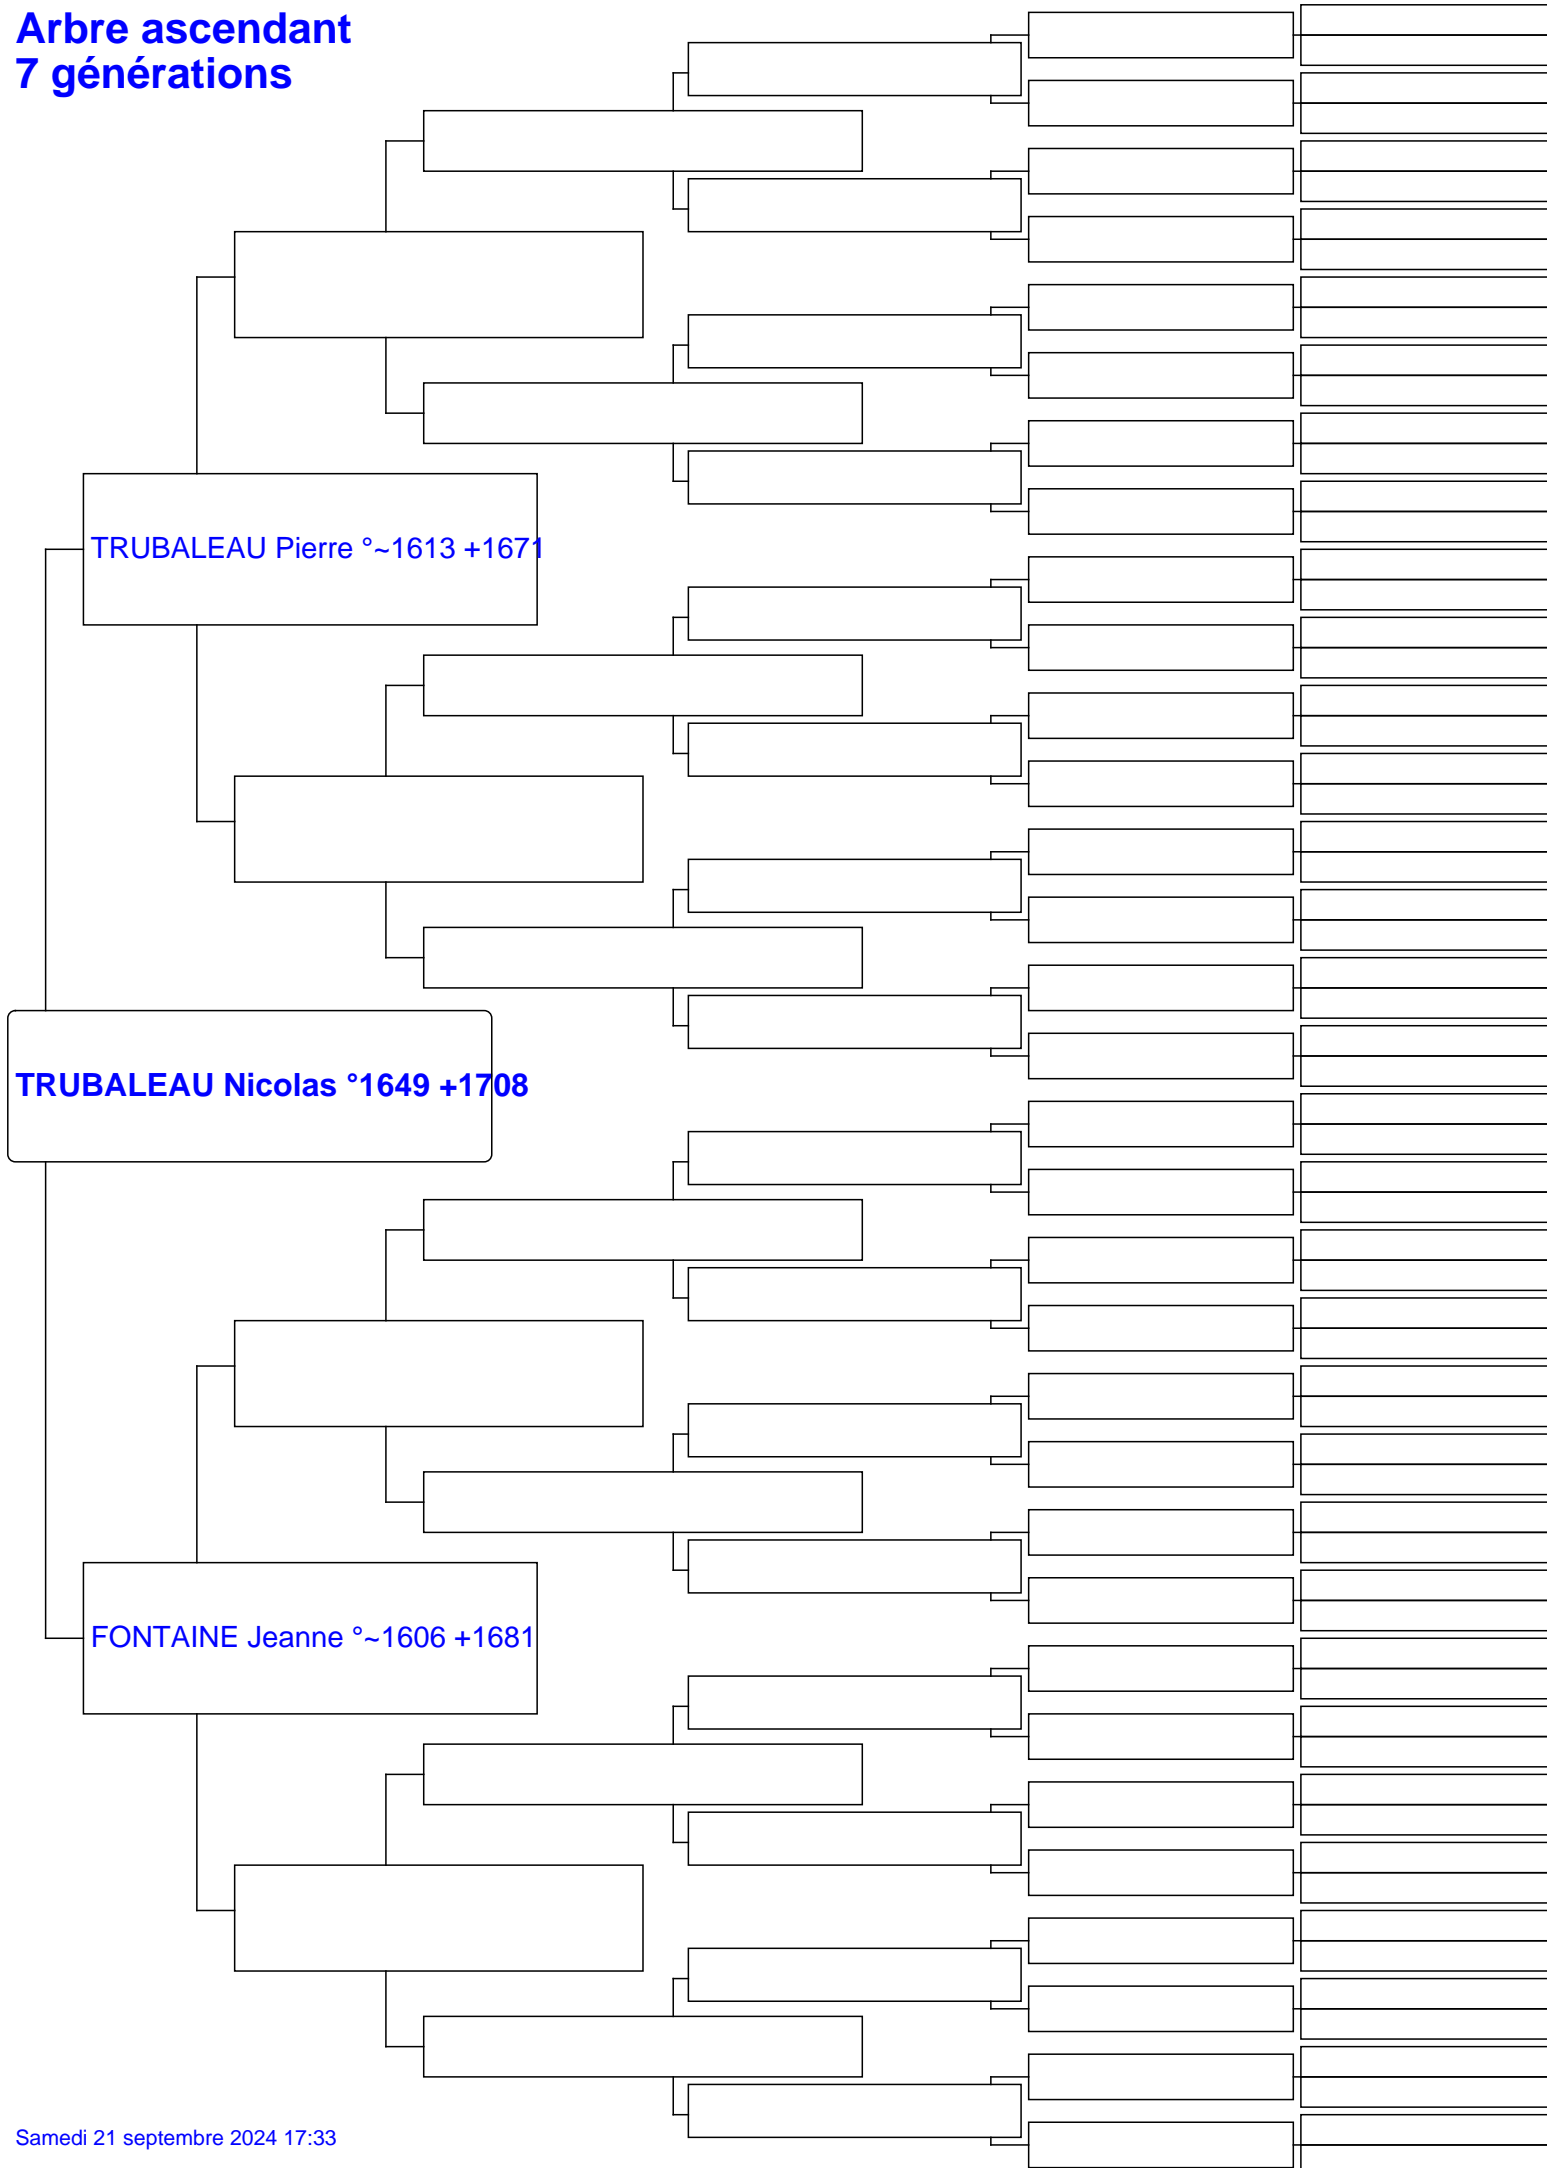 Arbre ascendant
7 générations
TRUBALEAU Pierre °~1613 +1671
TRUBALEAU Nicolas °1649 +1708
FONTAINE Jeanne °~1606 +1681
Samedi 21 septembre 2024 17:33